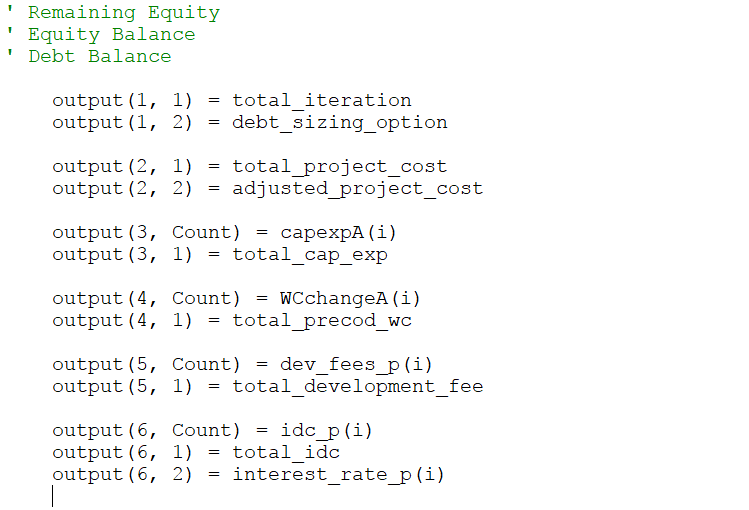 ' Remaining Equity
' Equity Balance
' Debt Balance
output(1, 1) = total_iteration
output(1, 2) = debt_sizing_option
output(2, 1) = total_project_cost
output(2, 2) = adjusted_project_cost
output(3, Count) = capexpA(i)
output(3, 1) = total_cap_exp
output(4, Count) = WCchangeA(i)
output(4, 1) = total_precod_wc
output(5, Count) = dev_fees_p(i)
output(5, 1) = total_development_fee
output(6, Count) = idc_p(i)
output(6, 1) = total_idc
output(6, 2) = interest_rate_p(i)